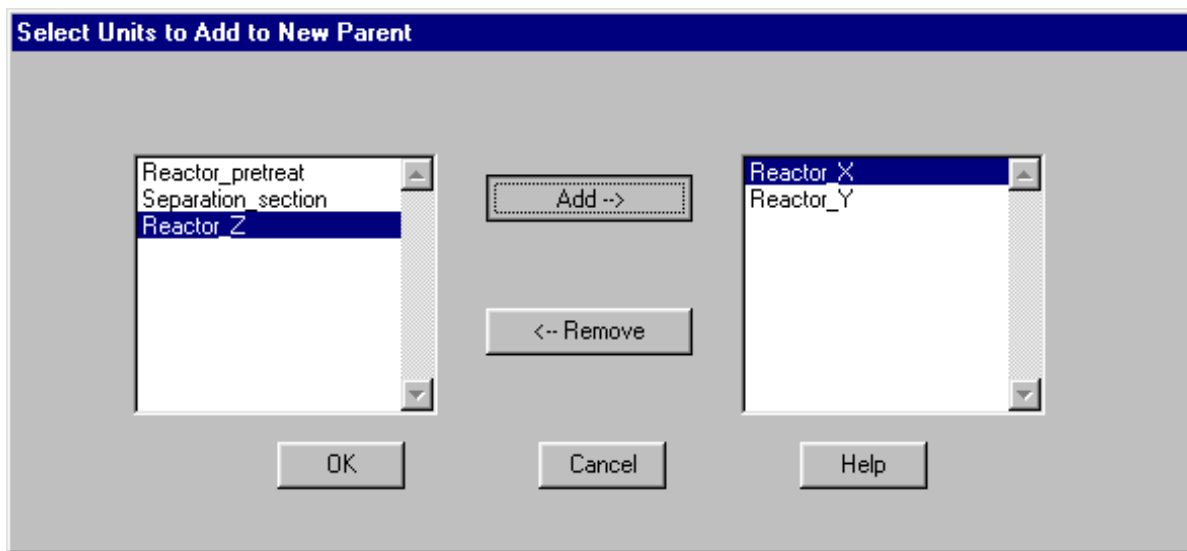 Select Units to Add to New Parent
Reactor_pretreat
Separation_section
Reactor_Z
Add -->
<-- Remove
Reactor_X
Reactor_Y
OK
Cancel
Help